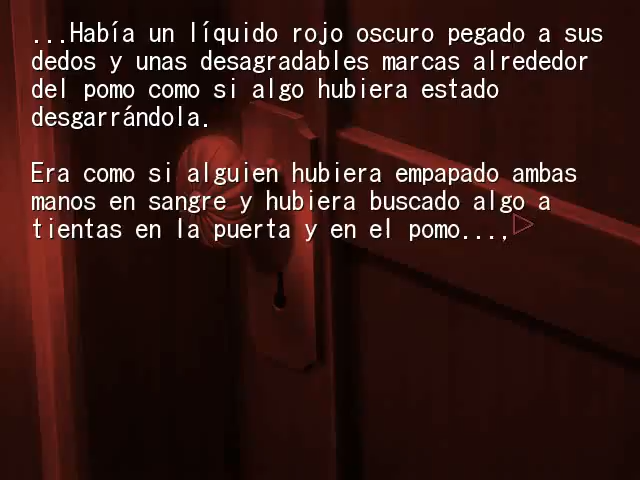 ...Había un líquido rojo oscuro pegado a sus
dedos y unas desagradables marcas alrededor
del pomo como si algo hubiera estado
desgarrándola.
Era como si alguien hubiera empapado ambas
manos en sangre y hubiera buscado algo a
tientas en la puerta y en el pomo...,